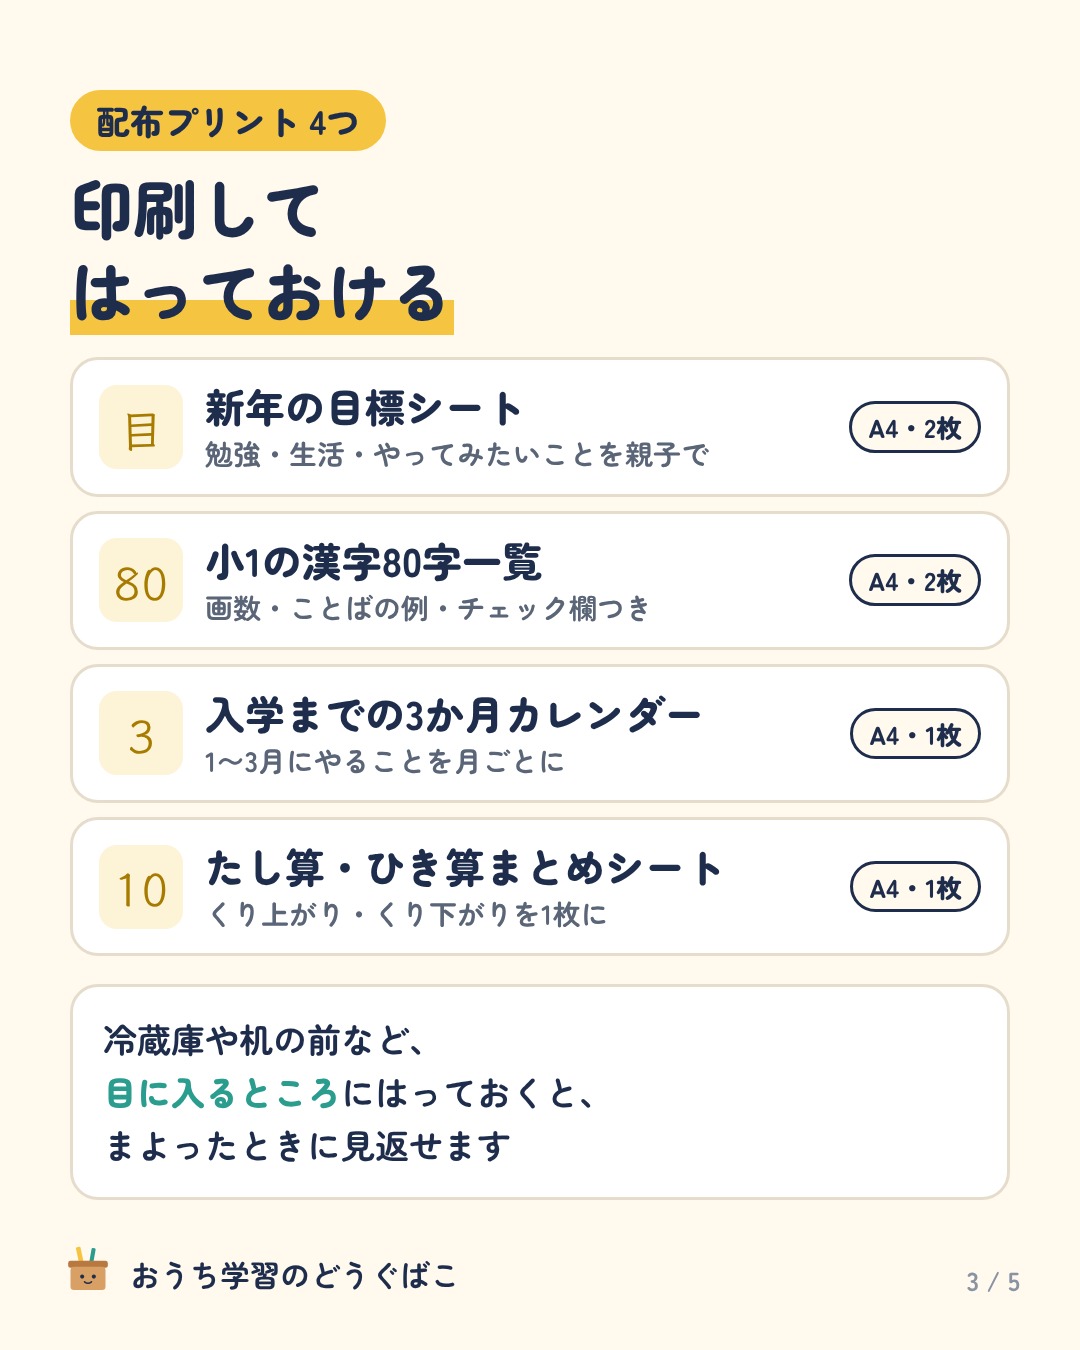 配布プリント 4つ
印刷して
はっておける
目
新年の目標シート
勉強・生活・やってみたいことを親子で
A4・2枚
80
小1の漢字80字一覧
画数・ことばの例・チェック欄つき
A4・2枚
3
入学までの3か月カレンダー
1〜3月にやることを月ごとに
A4・1枚
10
たし算・ひき算まとめシート
くり上がり・くり下がりを1枚に
A4・1枚
冷蔵庫や机の前など、
目に入るところにはっておくと、
まよったときに見返せます
おうち学習のどうぐばこ
3 / 5